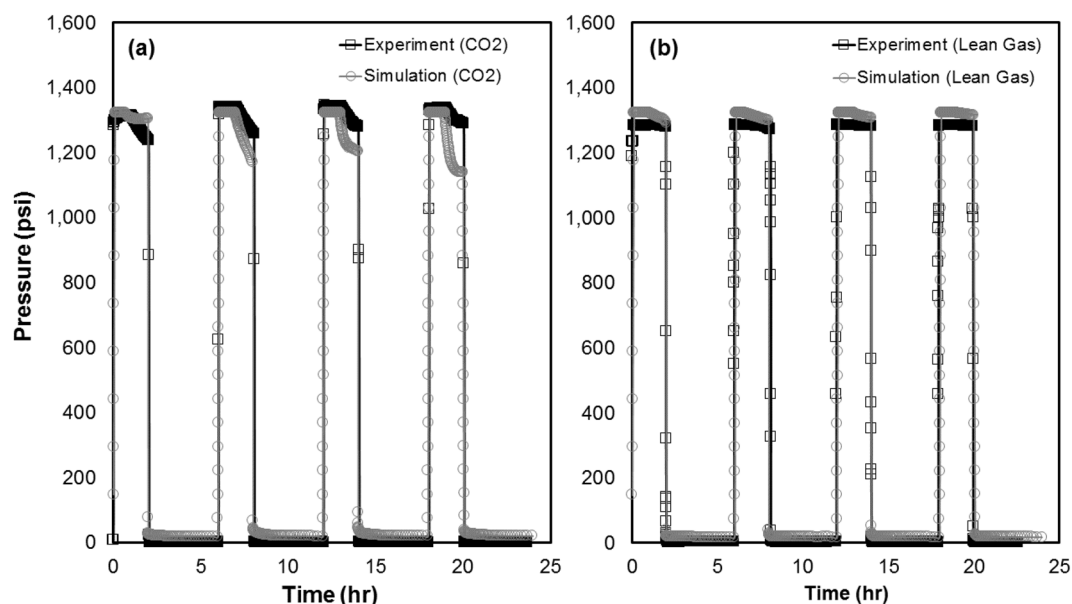 (a)
Experiment (CO2)
Simulation (CO2)
1,600
1,400
1,200
1,000
800
600
400
200
0
Pressure (psi)
0 5 10 15 20 25
Time (hr)
(b)
Experiment (Lean Gas)
Simulation (Lean Gas)
1,600
1,400
1,200
1,000
800
600
400
200
0
0 5 10 15 20 25
Time (hr)